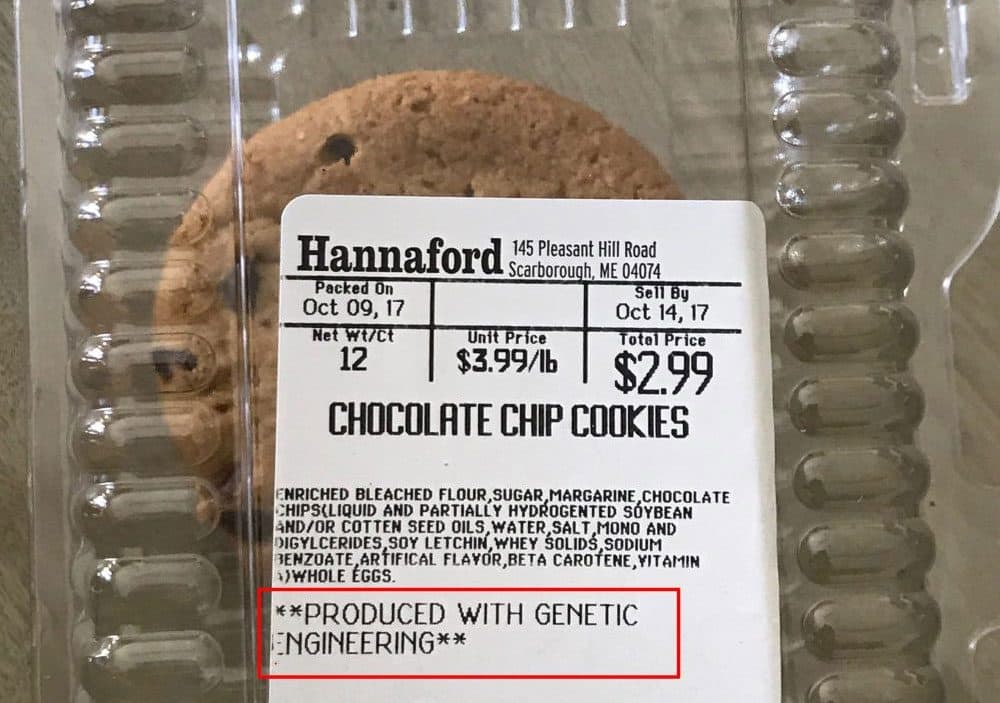 Hannaford 145 Pleasant Hill Road
Scarborough, ME 04074
Packed On
Oct 09, 17
Sell By
Oct 14, 17
Net Wt/Ct
12
Unit Price
$3.99/lb
Total Price
$2.99
CHOCOLATE CHIP COOKIES
ENRICHED BLEACHED FLOUR,SUGAR,MARGARINE,CHOCOLATE
CHIPS(LIQUID AND PARTIALLY HYDROGENTED SOYBEAN
AND/OR COTTEN SEED OILS,WATER,SALT,MONO AND
DIGYLCERIDES,SOY LETCHIN,WHEY SOLIDS,SODIUM
BENZOATE,ARTIFICAL FLAVOR,BETA CAROTENE,VITAMIN
A)WHOLE EGGS.
**PRODUCED WITH GENETIC
ENGINEERING**